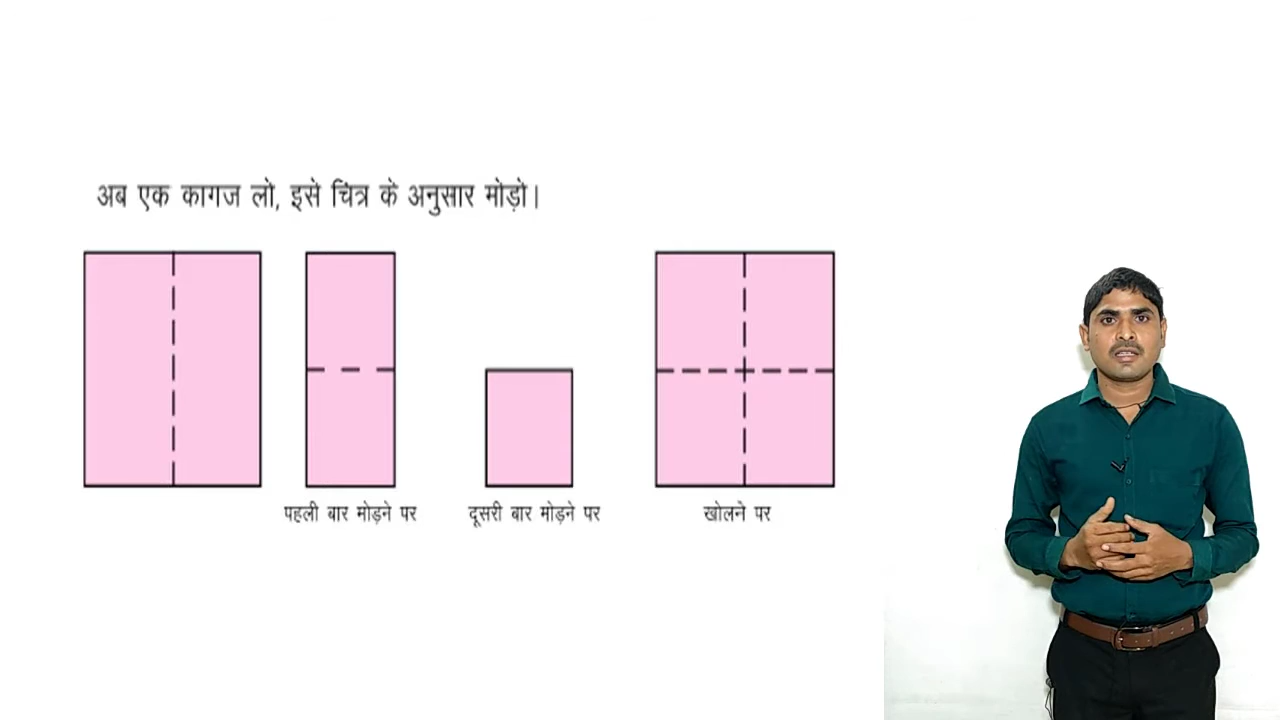 अब एक कागज लो, इसे चित्र के अनुसार मोड़ो।
पहली बार मोड़ने पर
दूसरी बार मोड़ने पर
खोलने पर